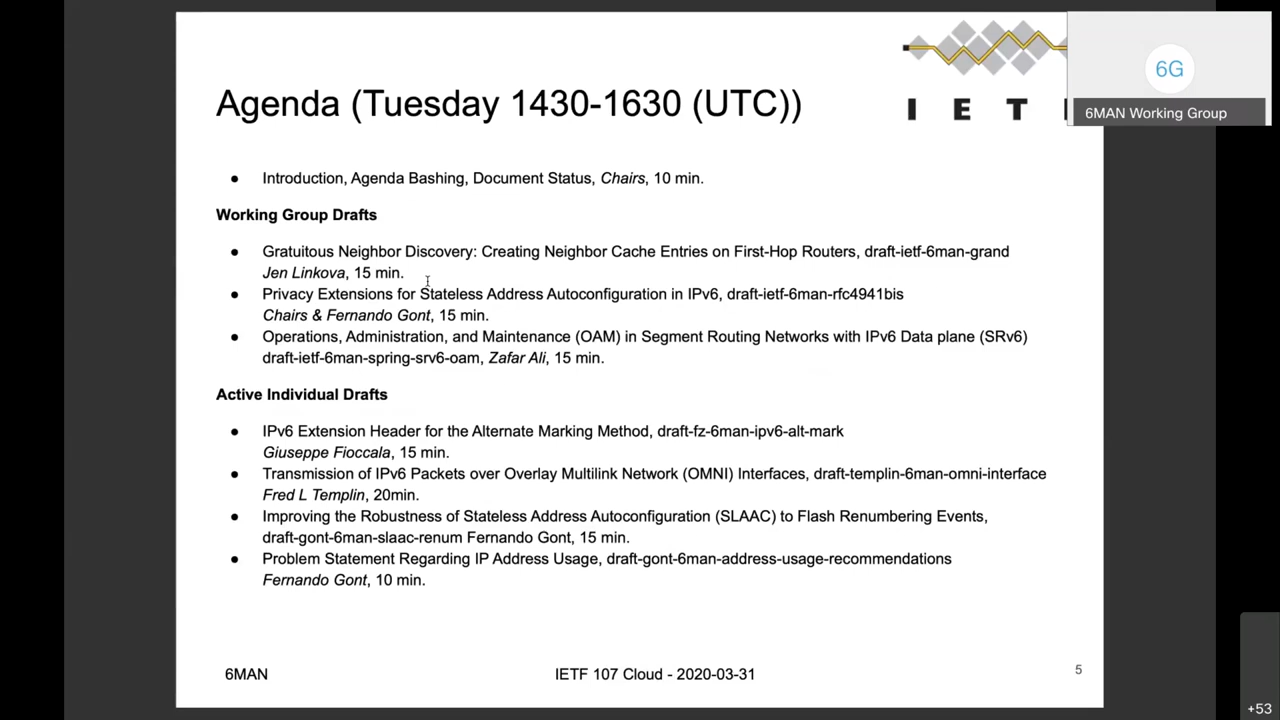 Agenda (Tuesday 1430-1630 (UTC))
I E T
6G
6MAN Working Group
● Introduction, Agenda Bashing, Document Status, Chairs, 10 min.
Working Group Drafts
● Gratuitous Neighbor Discovery: Creating Neighbor Cache Entries on First-Hop Routers, draft-ietf-6man-grand
Jen Linkova, 15 min.
● Privacy Extensions for Stateless Address Autoconfiguration in IPv6, draft-ietf-6man-rfc4941bis
Chairs & Fernando Gont, 15 min.
● Operations, Administration, and Maintenance (OAM) in Segment Routing Networks with IPv6 Data plane (SRv6)
draft-ietf-6man-spring-srv6-oam, Zafar Ali, 15 min.
Active Individual Drafts
● IPv6 Extension Header for the Alternate Marking Method, draft-fz-6man-ipv6-alt-mark
Giuseppe Fioccala, 15 min.
● Transmission of IPv6 Packets over Overlay Multilink Network (OMNI) Interfaces, draft-templin-6man-omni-interface
Fred L Templin, 20min.
● Improving the Robustness of Stateless Address Autoconfiguration (SLAAC) to Flash Renumbering Events,
draft-gont-6man-slaac-renum Fernando Gont, 15 min.
● Problem Statement Regarding IP Address Usage, draft-gont-6man-address-usage-recommendations
Fernando Gont, 10 min.
6MAN
IETF 107 Cloud - 2020-03-31
5
+53